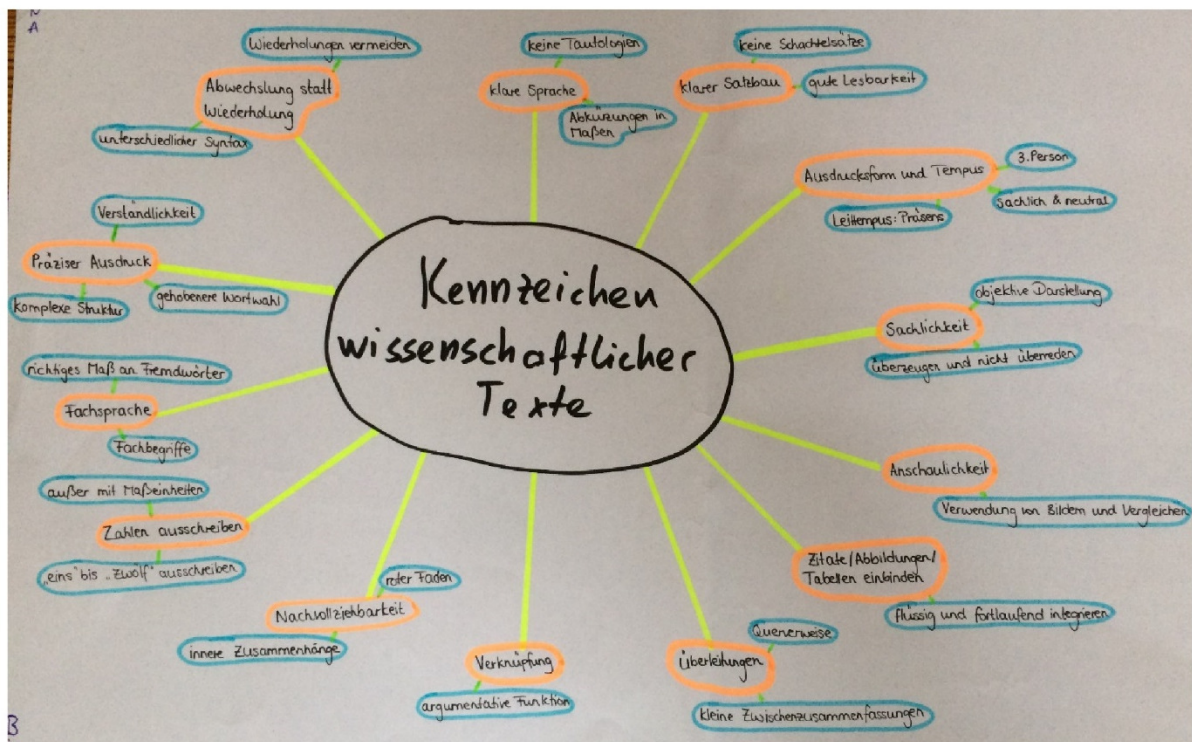 N
A
Wiederholungen vermeiden
Abwechslung statt
Wiederholung
unterschiedlicher Syntax
keine Tautologien
klare Sprache
Abkürzungen in
Maßen
keine Schachtelsätze
klarer Satzbau
gute Lesbarkeit
Ausdrucksform und Tempus
3. Person
sachlich & neutral
Leittempus: Präsens
Verständlichkeit
Präziser Ausdruck
komplexe Struktur
gehobenere Wortwahl
Kennzeichen
wissenschaftlicher
Texte
objektive Darstellung
Sachlichkeit
überzeugen und nicht überreden
richtiges Maß an Fremdwörter
Fachsprache
Fachbegriffe
Anschaulichkeit
Verwendung von Bildern und Vergleichen
außer mit Maßeinheiten
Zahlen ausschreiben
„eins" bis „zwölf" ausschreiben
Zitate/Abbildungen/
Tabellen einbinden
flüssig und fortlaufend integrieren
roter Faden
Nachvollziehbarkeit
innere Zusammenhänge
Verknüpfung
argumentative Funktion
Querverweise
Überleitungen
kleine Zwischenzusammenfassungen
B